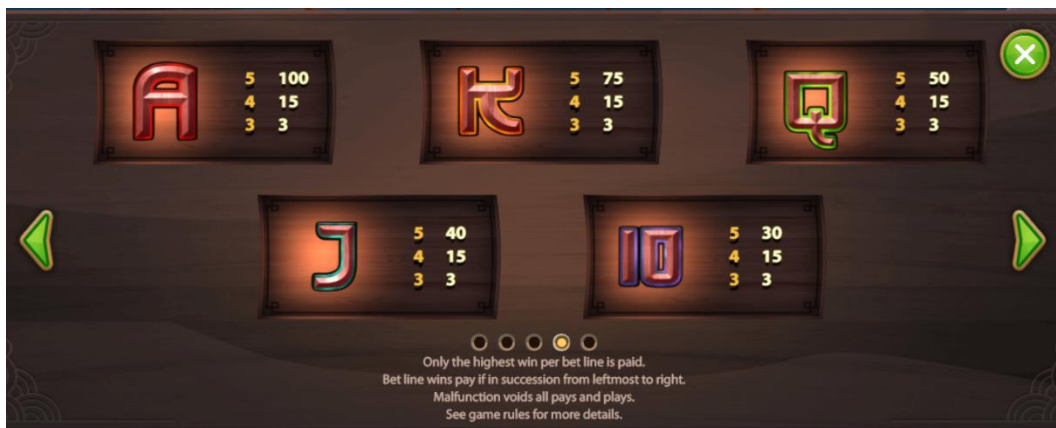 A 5 100
4 15
3 3
K 5 75
4 15
3 3
Q 5 50
4 15
3 3
J 5 40
4 15
3 3
10 5 30
4 15
3 3
Only the highest win per bet line is paid.
Bet line wins pay if in succession from leftmost to right.
Malfunction voids all pays and plays.
See game rules for more details.